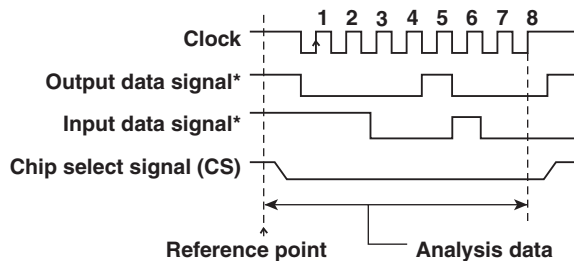 1 2 3 4 5 6 7 8
Clock
Output data signal*
Input data signal*
Chip select signal (CS)
Reference point
Analysis data